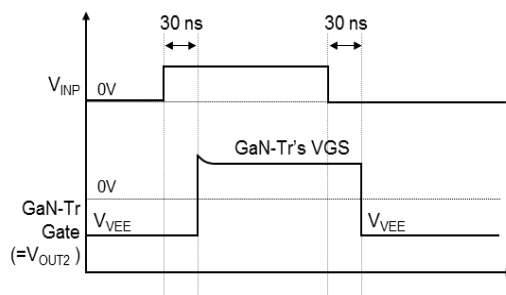 30 ns
30 ns
VINP
0V
GaN-Tr's VGS
0V
GaN-Tr
Gate
(=VOUT2 )
VVEE
VVEE